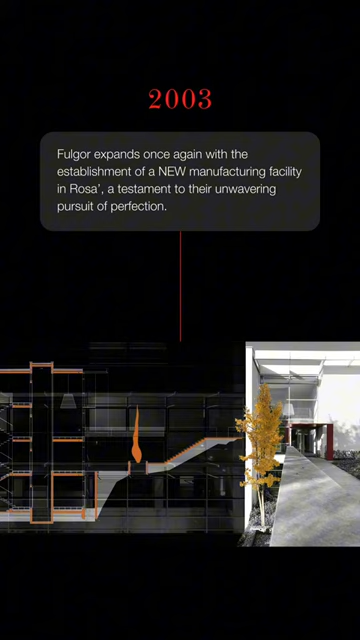 2003
Fulgor expands once again with the
establishment of a NEW manufacturing facility
in Rosa', a testament to their unwavering
pursuit of perfection.